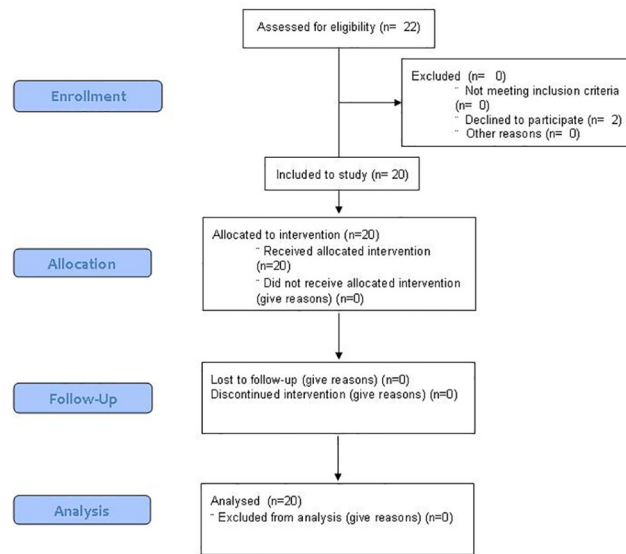 Assessed for eligibility (n= 22)
Enrollment
Excluded (n= 0)
¨ Not meeting inclusion criteria
(n= 0)
¨ Declined to participate (n= 2)
¨ Other reasons (n= 0)
Included to study (n= 20)
Allocation
Allocated to intervention (n=20)
¨ Received allocated intervention
(n=20)
¨ Did not receive allocated intervention
(give reasons) (n=0)
Follow-Up
Lost to follow-up (give reasons) (n=0)
Discontinued intervention (give reasons) (n=0)
Analysis
Analysed (n=20)
¨ Excluded from analysis (give reasons) (n=0)